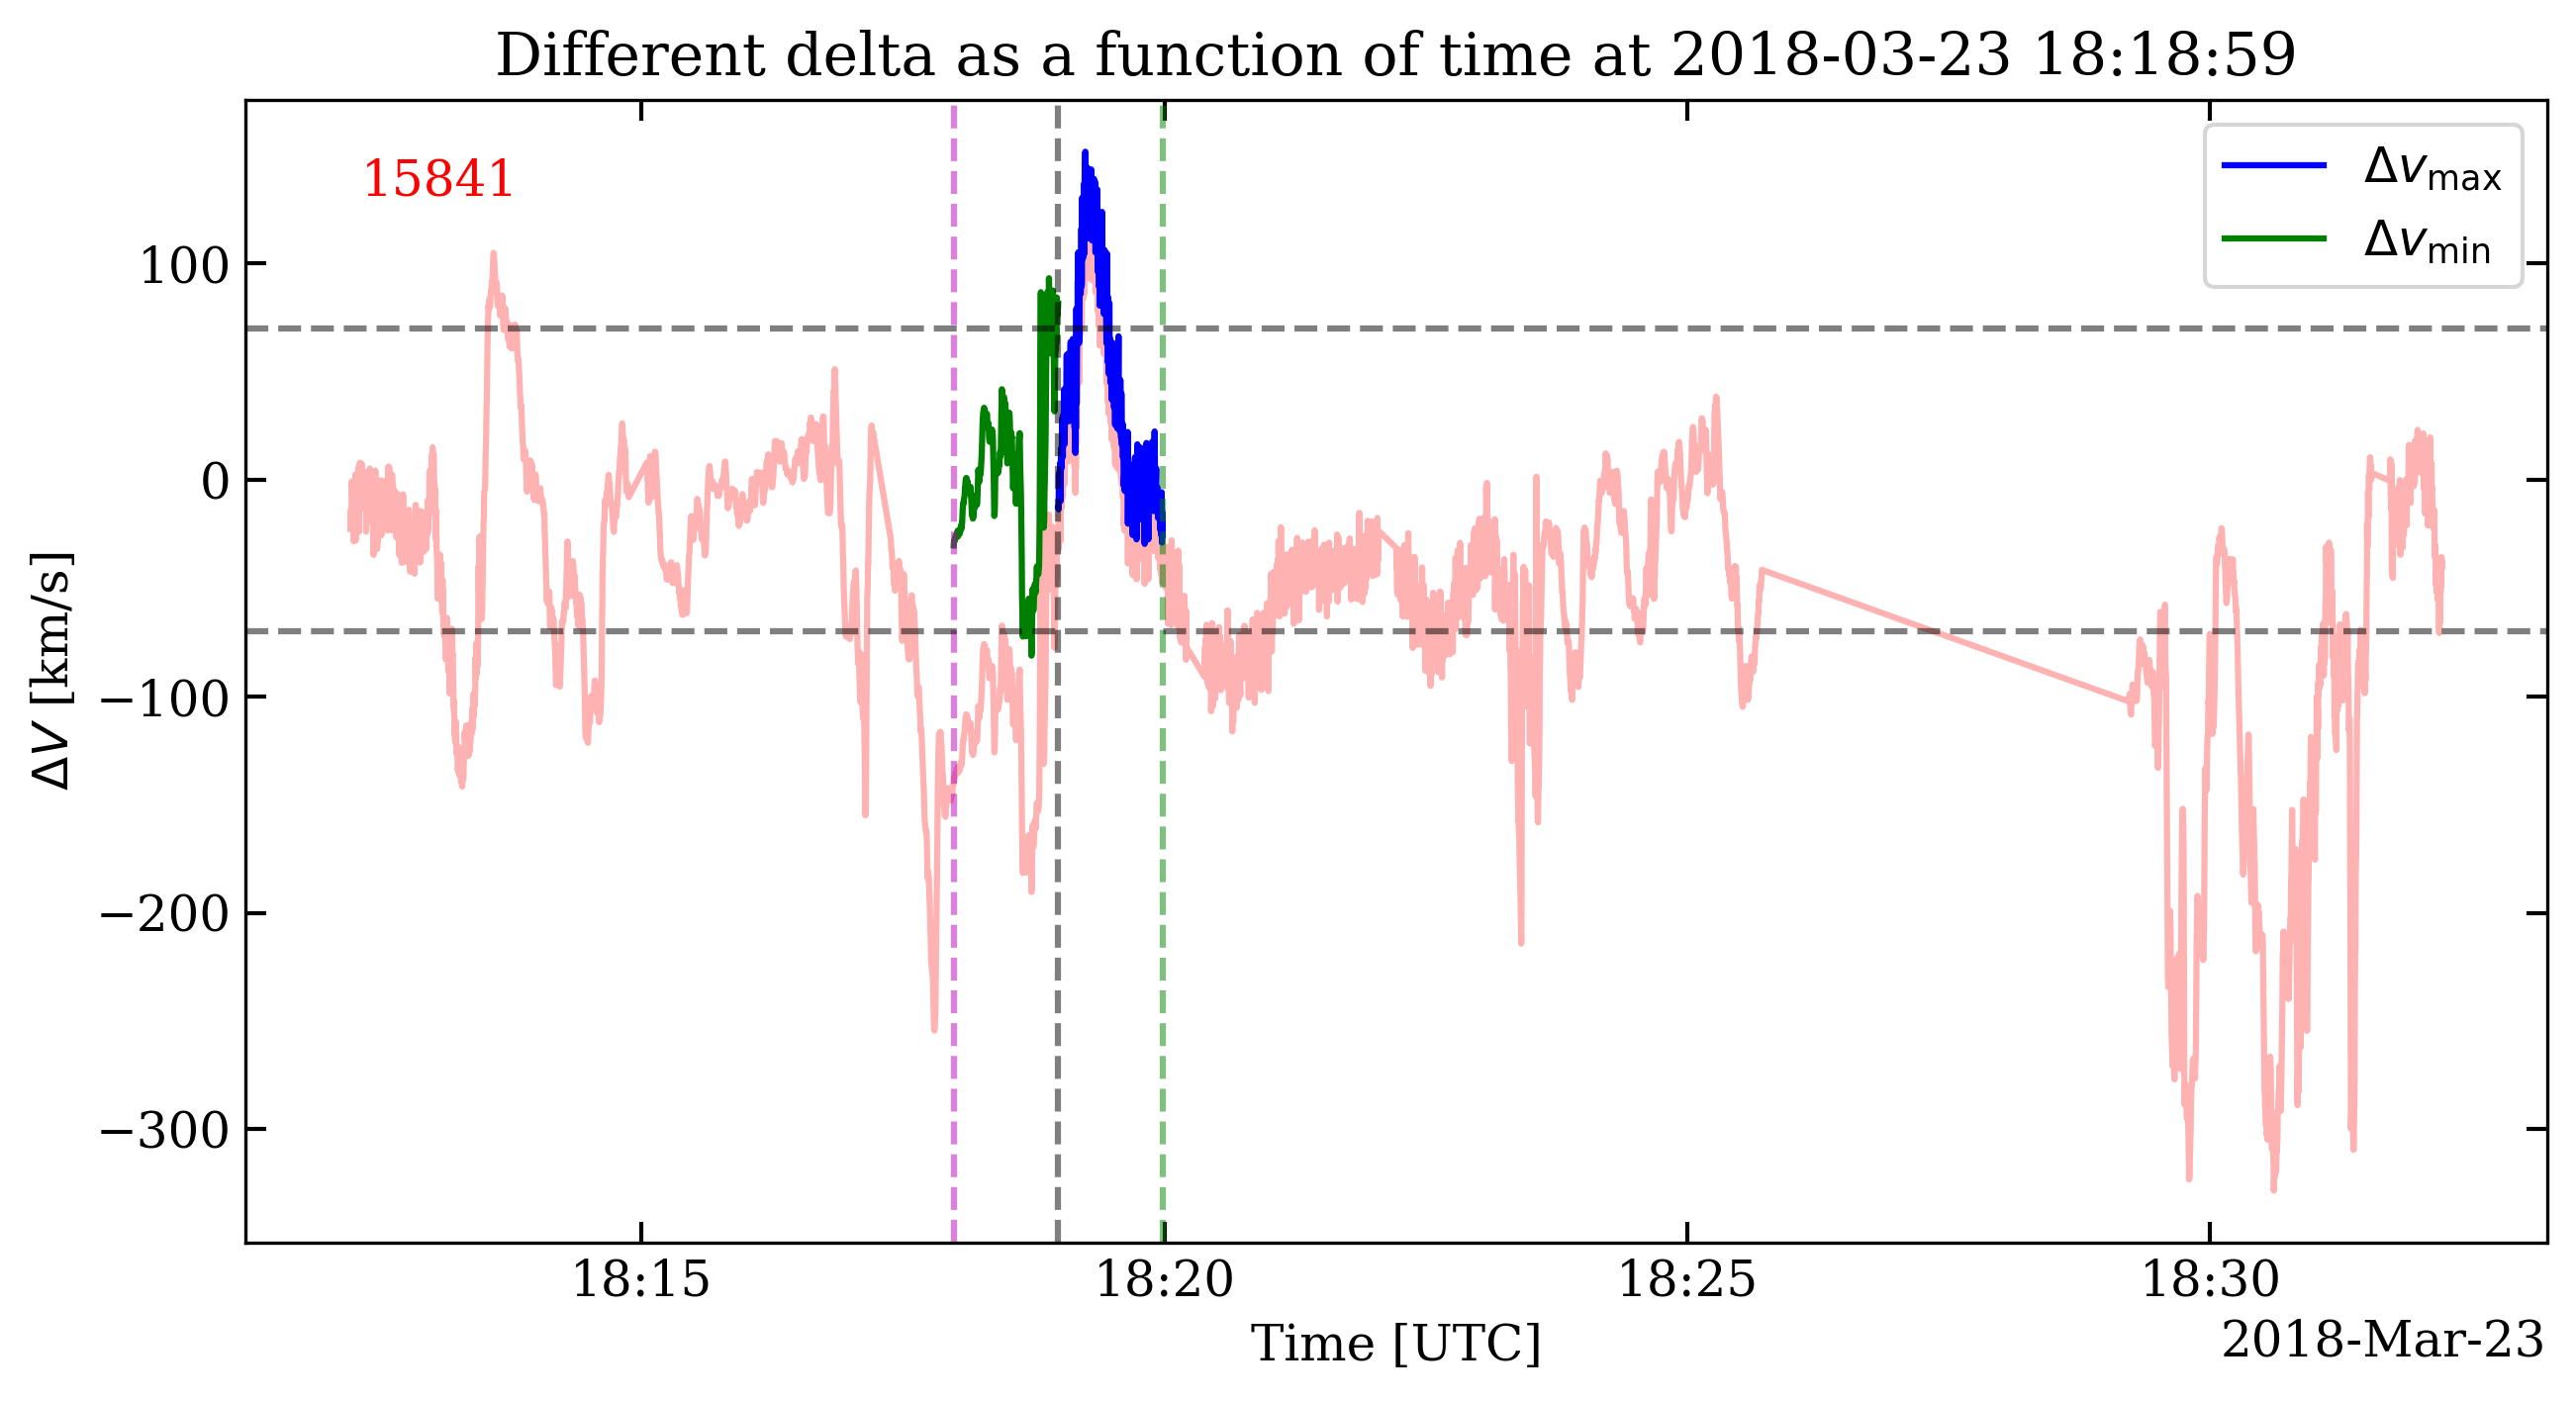 Different delta as a function of time at 2018-03-23 18:18:59
15841
Δv_max
Δv_min
100
0
−100
−200
−300
ΔV [km/s]
18:15 18:20 18:25 18:30
Time [UTC]
2018-Mar-23